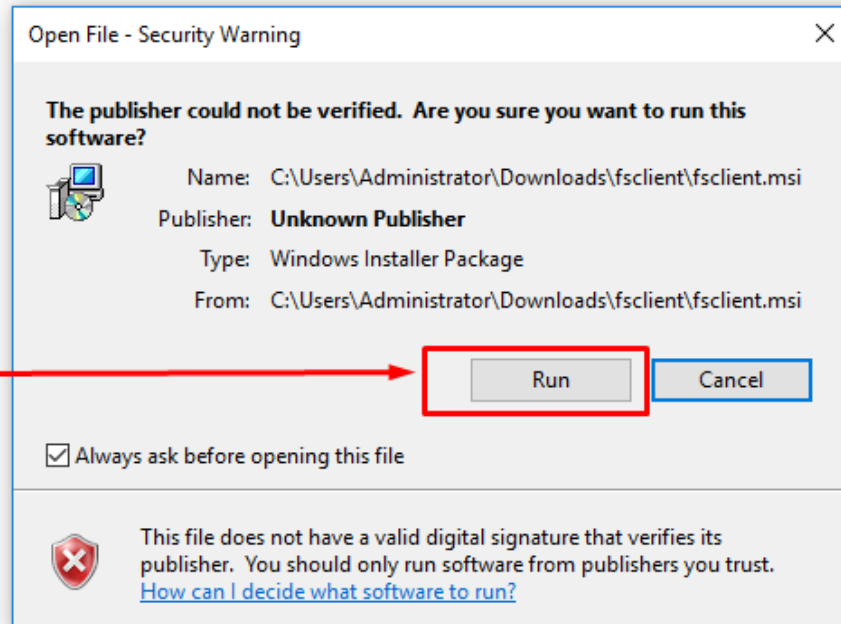 Open File - Security Warning
The publisher could not be verified. Are you sure you want to run this
software?
Name: C:\Users\Administrator\Downloads\fsclient\fsclient.msi
Publisher: Unknown Publisher
Type: Windows Installer Package
From: C:\Users\Administrator\Downloads\fsclient\fsclient.msi
Run Cancel
Always ask before opening this file
This file does not have a valid digital signature that verifies its
publisher. You should only run software from publishers you trust.
How can I decide what software to run?